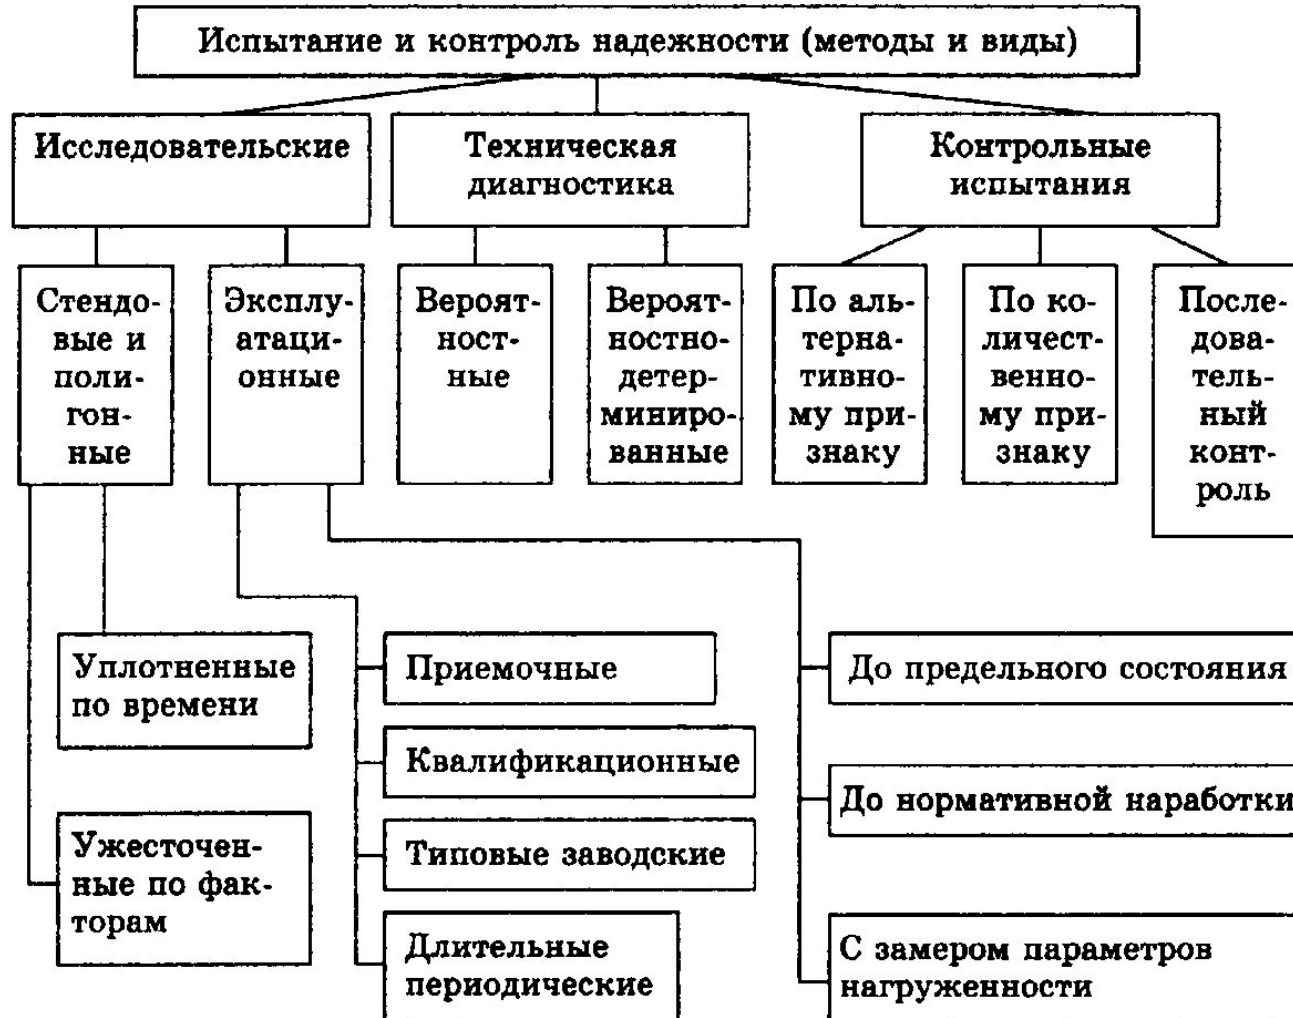 Испытание и контроль надежности (методы и виды)
Исследовательские
Техническая
диагностика
Контрольные
испытания
Стендо-
вые и
поли-
гон-
ные
Эксплу-
атаци-
онные
Вероят-
ност-
ные
Вероят-
ностно-
детер-
миниро-
ванные
По аль-
терна-
тивно-
му при-
знаку
По ко-
личест-
венно-
му при-
знаку
После-
дова-
тель-
ный
конт-
роль
Уплотненные
по времени
Ужесточен-
ные по фак-
торам
Приемочные
Квалификационные
Типовые заводские
Длительные
периодические
До предельного состояния
До нормативной наработки
С замером параметров
нагруженности